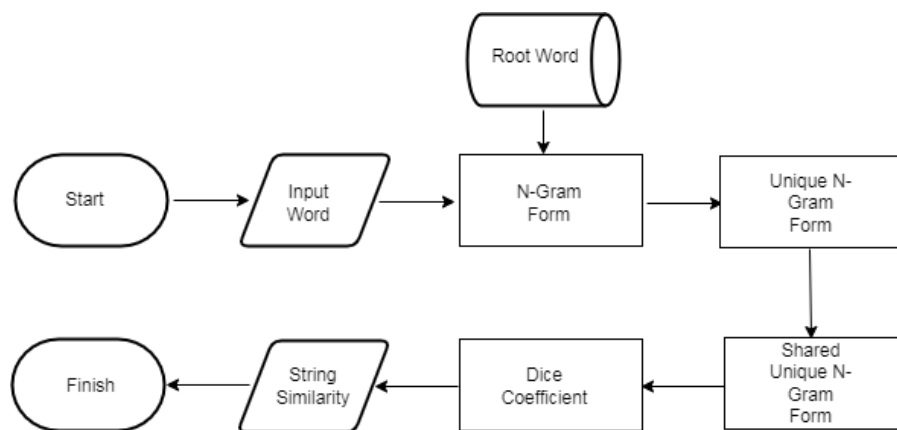 Root Word
Start
Input
Word
N-Gram
Form
Unique N-
Gram
Form
Shared
Unique N-
Gram
Form
Dice
Coefficient
String
Similarity
Finish